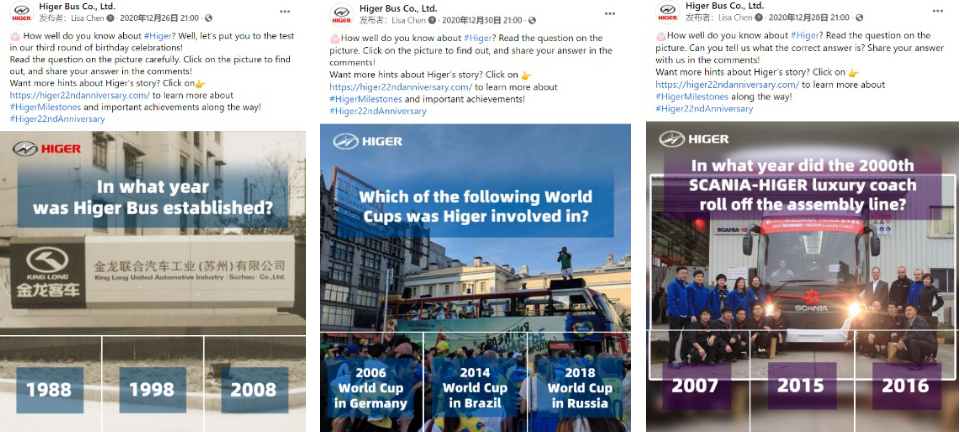 Higer Bus Co., Ltd.
发布者：Lisa Chen · 2020年12月26日 21:00 ·
How well do you know about #Higer? Well, let's put you to the test
in our third round of birthday celebrations!
Read the question on the picture carefully. Click on the picture to find
out, and share your answer in the comments!
Want more hints about Higer's story? Click on
https://higer22ndanniversary.com/ to learn more about
#HigerMilestones and important achievements along the way!
#Higer22ndAnniversary
HIGER
In what year
was Higer Bus established?
KING LONG
金龙客车
金龙联合汽车工业(苏州)有限公司
King Long United Automotive Industry (Suzhou) Co.,Ltd.
1988
1998
2008
Higer Bus Co., Ltd.
发布者：Lisa Chen · 2020年12月30日 21:00 ·
How well do you know about #Higer? Read the question on the
picture. Click on the picture to find out, and share your answer in the
comments!
Want more hints about Higer's story? Click on
https://higer22ndanniversary.com/ to learn more about
#HigerMilestones and important achievements!
#Higer22ndAnniversary
HIGER
Which of the following World
Cups was Higer involved in?
2006
World Cup
in Germany
2014
World Cup
in Brazil
2018
World Cup
in Russia
Higer Bus Co., Ltd.
发布者：Lisa Chen · 2020年12月28日 21:00 ·
How well do you know about #Higer? Read the question on the
picture. Can you tell us what the correct answer is? Share your answer
with us in the comments!
Want more hints about Higer's story? Click on
https://higer22ndanniversary.com/ to learn more about
#HigerMilestones along the way!
#Higer22ndAnniversary
HIGER
In what year did the 2000th
SCANIA-HIGER luxury coach
roll off the assembly line?
SCANIA
2007
2015
2016